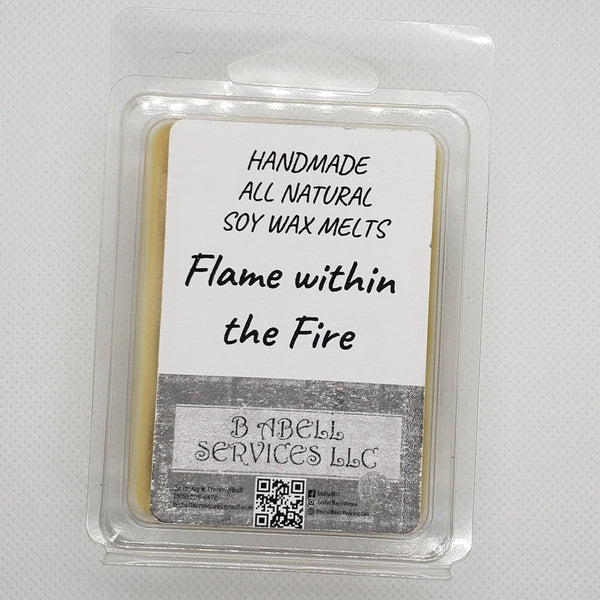 HANDMADE
ALL NATURAL
SOY WAX MELTS
Flame within
the Fire
B ABELL
SERVICES LLC